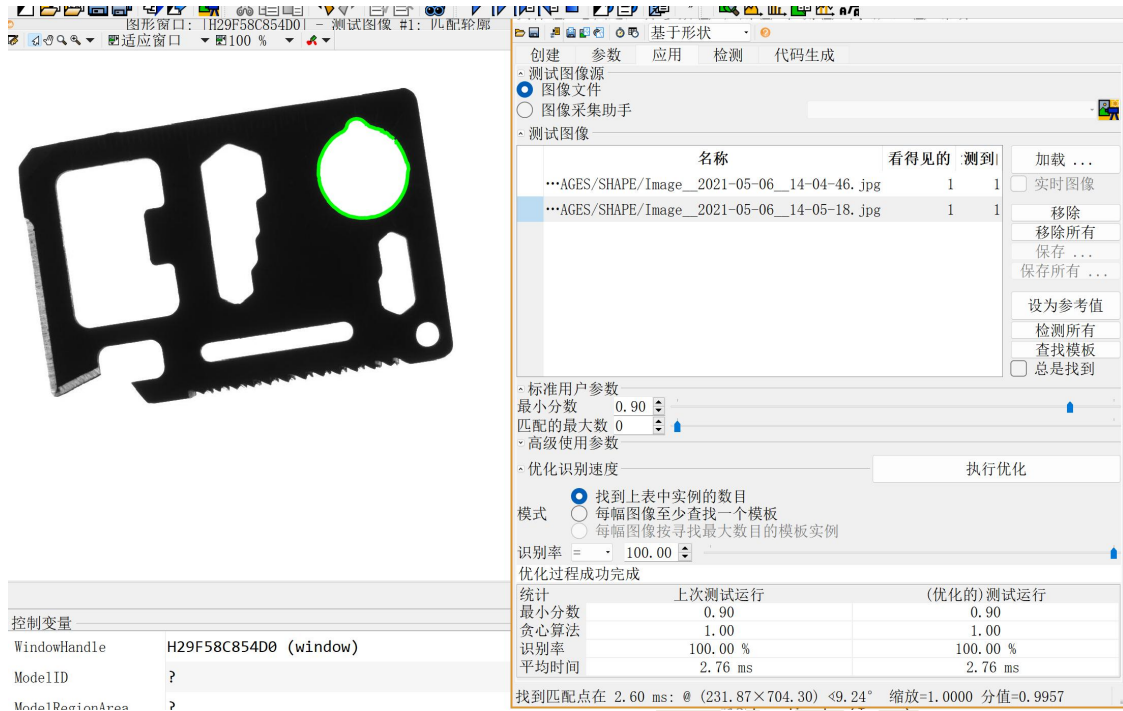 图形窗口: [H29F58C854D0] - 测试图像 #1: 匹配轮廓
适应窗口 100 %
控制变量
WindowHandle H29F58C854D0 (window)
ModelID ?
ModelRegionArea ?
基于形状
创建 参数 应用 检测 代码生成
测试图像源
图像文件
图像采集助手
测试图像
名称 看得见的 测到
加载 ...
…AGES/SHAPE/Image__2021-05-06__14-04-46.jpg 1 1
实时图像
…AGES/SHAPE/Image__2021-05-06__14-05-18.jpg 1 1
移除
移除所有
保存 ...
保存所有 ...
设为参考值
检测所有
查找模板
总是找到
标准用户参数
最小分数 0.90
匹配的最大数 0
高级使用参数
优化识别速度 执行优化
找到上表中实例的数目
模式 每幅图像至少查找一个模板
每幅图像按寻找最大数目的模板实例
识别率 = 100.00
优化过程成功完成
统计 上次测试运行 (优化的)测试运行
最小分数 0.90 0.90
贪心算法 1.00 1.00
识别率 100.00 % 100.00 %
平均时间 2.76 ms 2.76 ms
找到匹配点在 2.60 ms: @ (231.87×704.30) ∢9.24° 缩放=1.0000 分值=0.9957